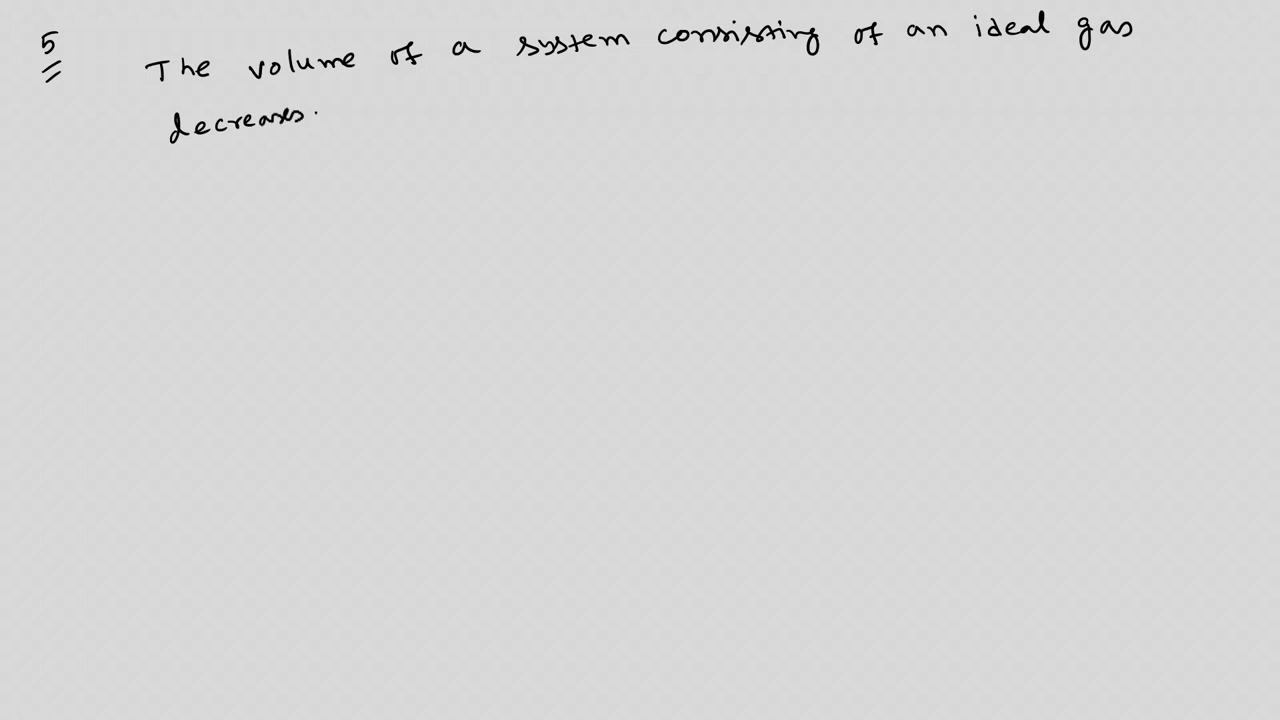 5
The volume of a system consisting of an ideal gas
decreases.